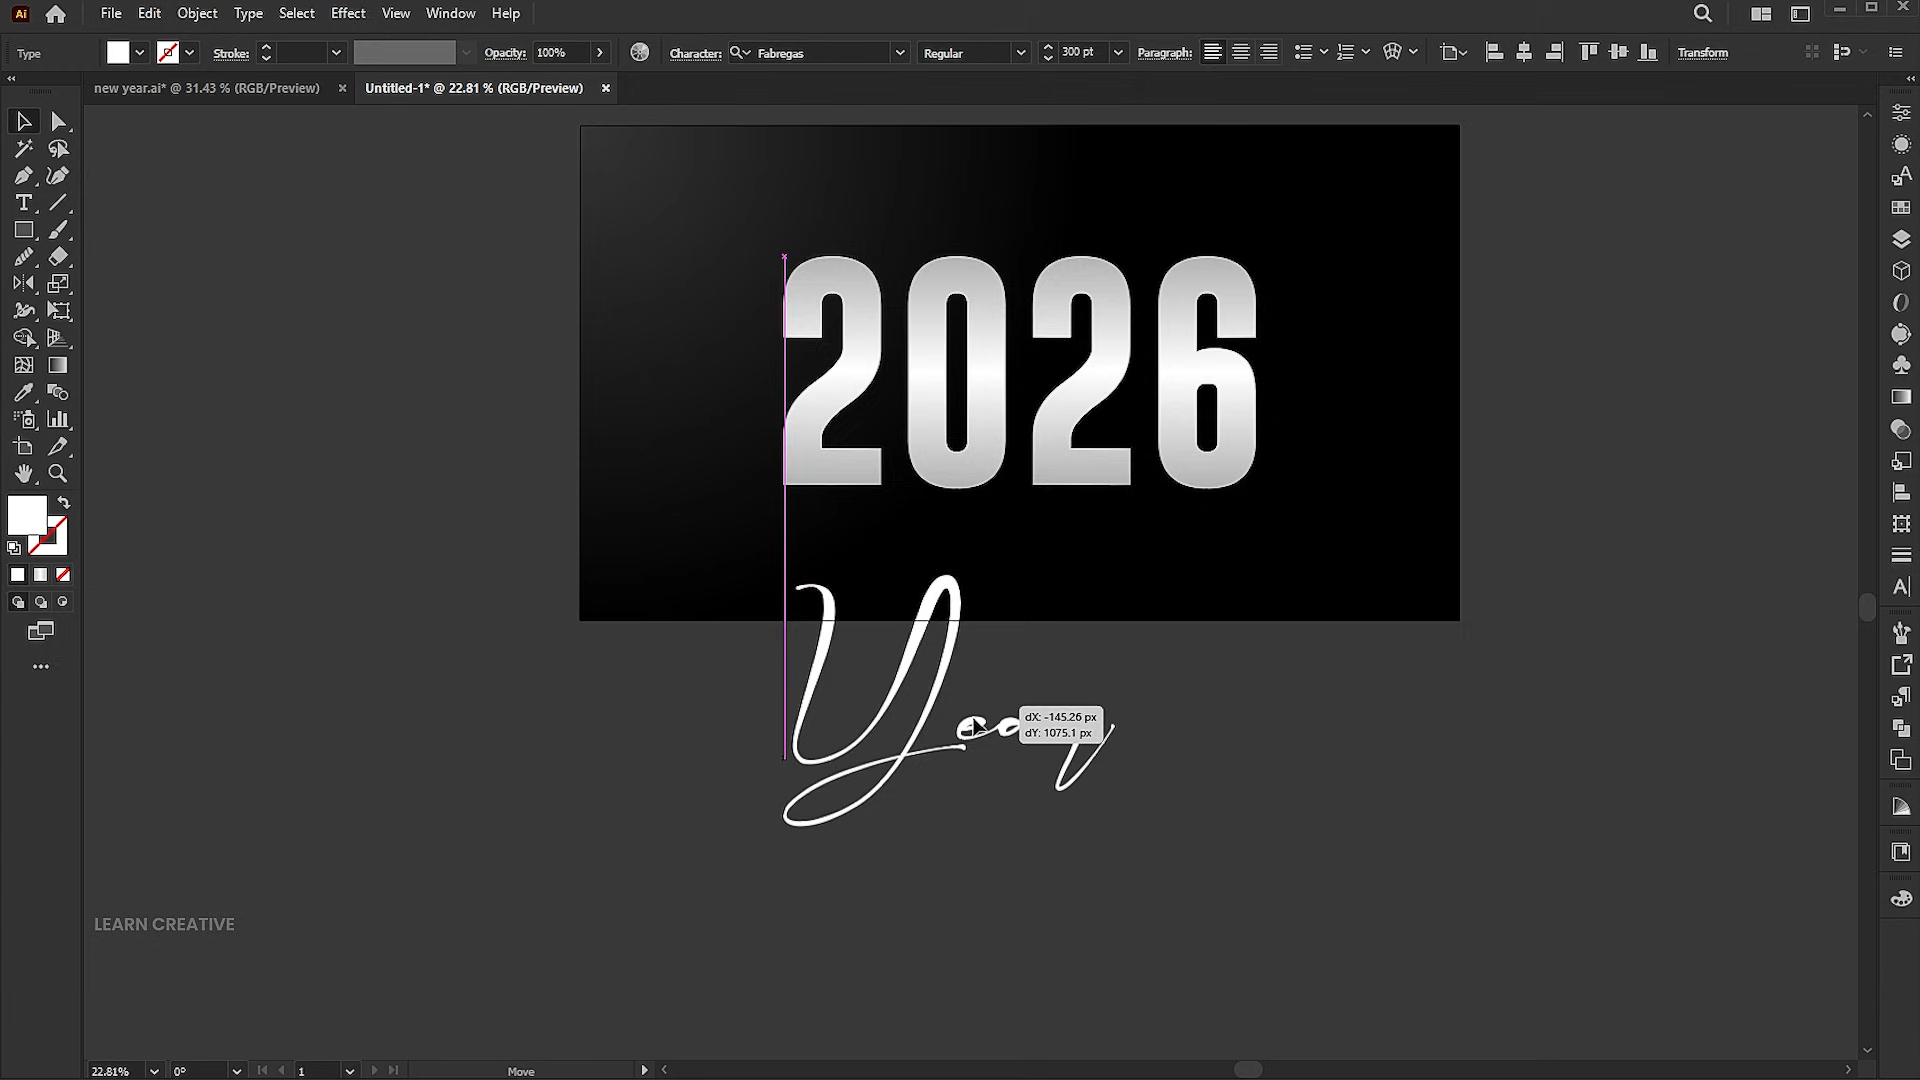 Ai File Edit Object Type Select Effect View Window Help
Type Stroke: Opacity: 100% Character: Fabregas Regular 300 pt Paragraph: Transform
new year.ai* @ 31.43 % (RGB/Preview) Untitled-1* @ 22.81 % (RGB/Preview)
2026
Year
dX: -145.26 px
dY: 1075.1 px
LEARN CREATIVE
22.81% 0° 1 Move